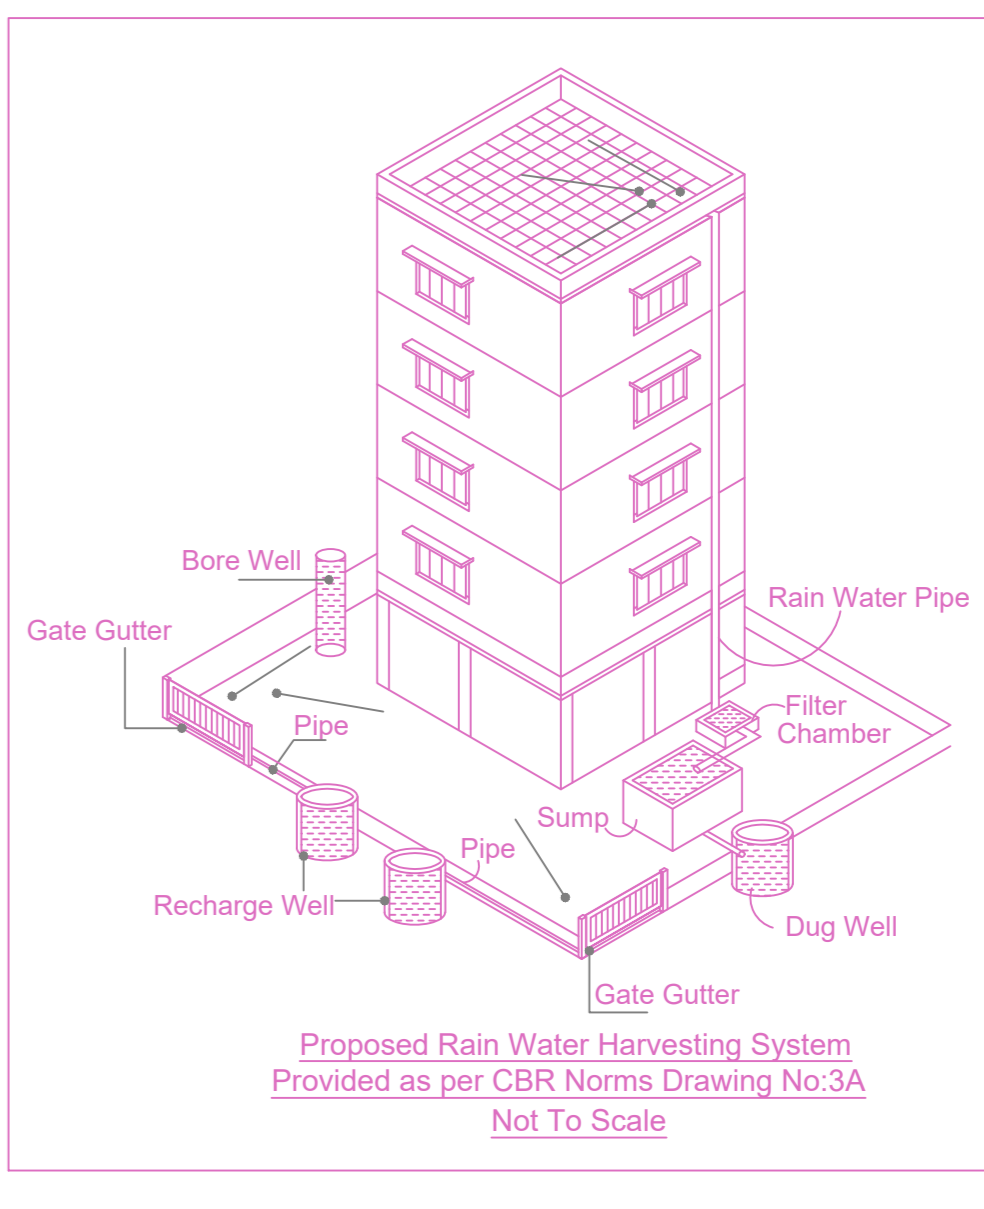 Bore Well
Rain Water Pipe
Gate Gutter
Filter
Chamber
Pipe
Sump
Pipe
Recharge Well
Dug Well
Gate Gutter
Proposed Rain Water Harvesting System
Provided as per CBR Norms Drawing No:3A
Not To Scale